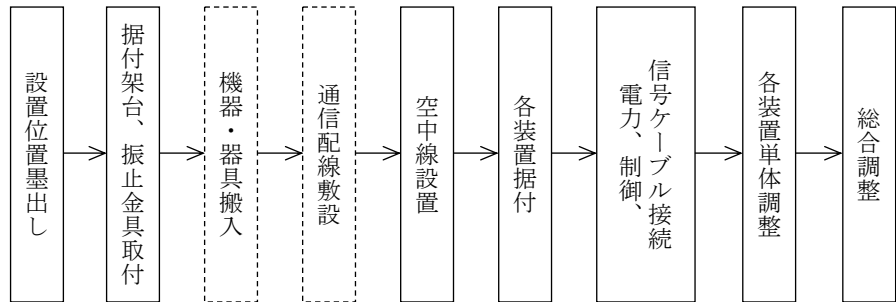 設置位置墨出し
据付架台、振止金具取付
機器・器具搬入
通信配線敷設
空中線設置
各装置据付
電力、制御、
信号ケーブル接続
各装置単体調整
総合調整